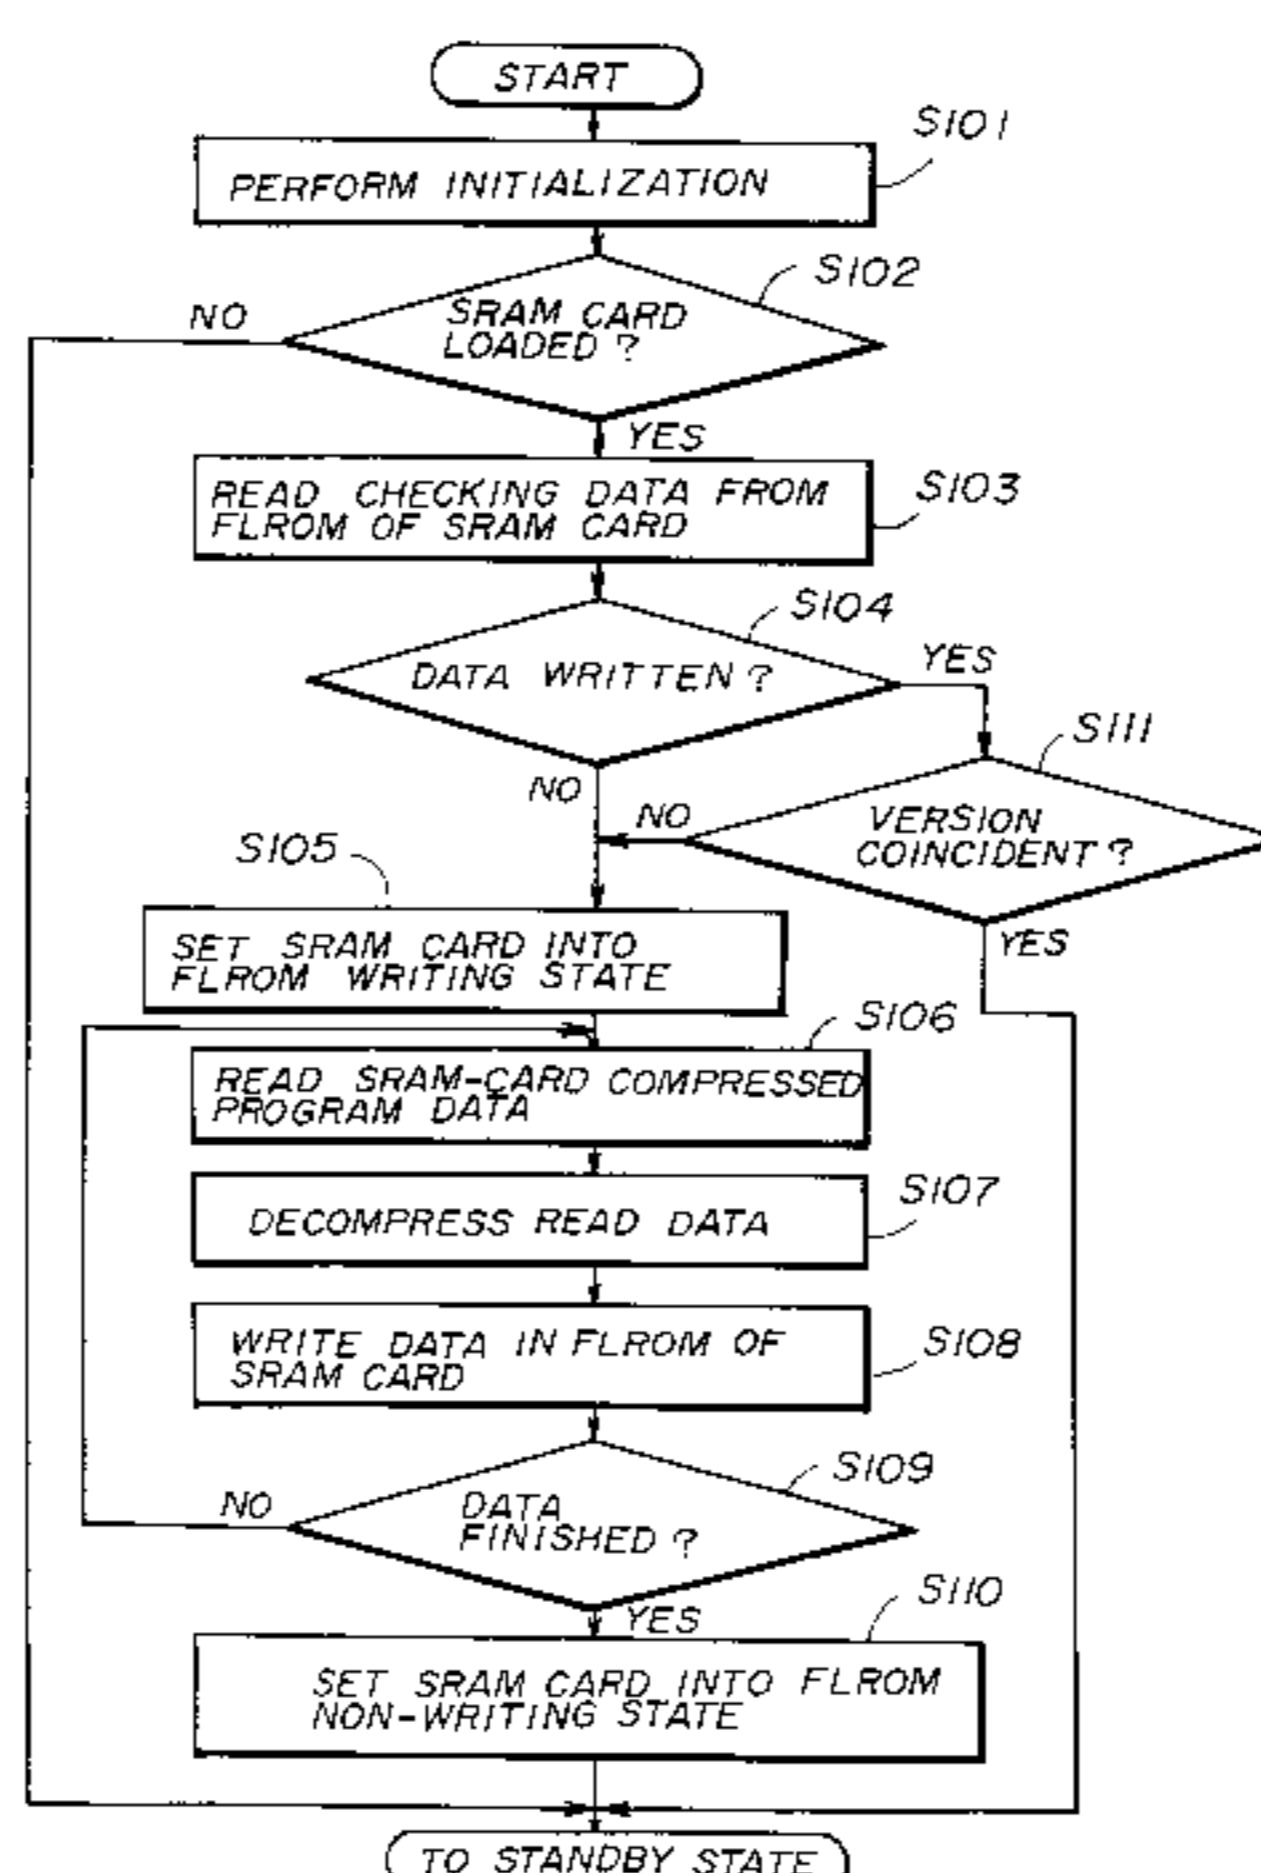 START
S101
PERFORM INITIALIZATION
S102
NO
SRAM CARD
LOADED ?
YES
READ CHECKING DATA FROM
FLROM OF SRAM CARD
S103
S104
DATA WRITTEN ?
YES
S111
NO
NO
VERSION
COINCIDENT ?
S105
YES
SET SRAM CARD INTO
FLROM WRITING STATE
S106
READ SRAM-CARD COMPRESSED
PROGRAM DATA
S107
DECOMPRESS READ DATA
WRITE DATA IN FLROM OF
SRAM CARD
S108
S109
NO
DATA
FINISHED ?
S110
YES
SET SRAM CARD INTO FLROM
NON-WRITING STATE
TO STANDBY STATE